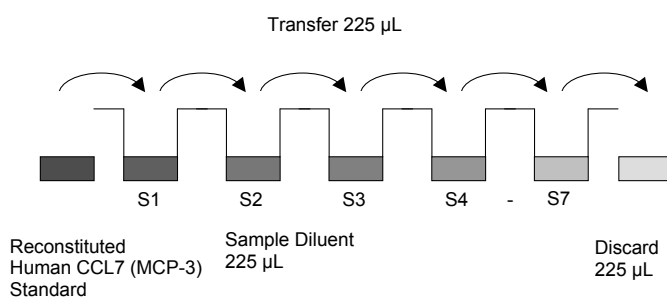 Transfer 225 µL
S1 S2 S3 S4 - S7
Reconstituted
Human CCL7 (MCP-3)
Standard
Sample Diluent
225 µL
Discard
225 µL